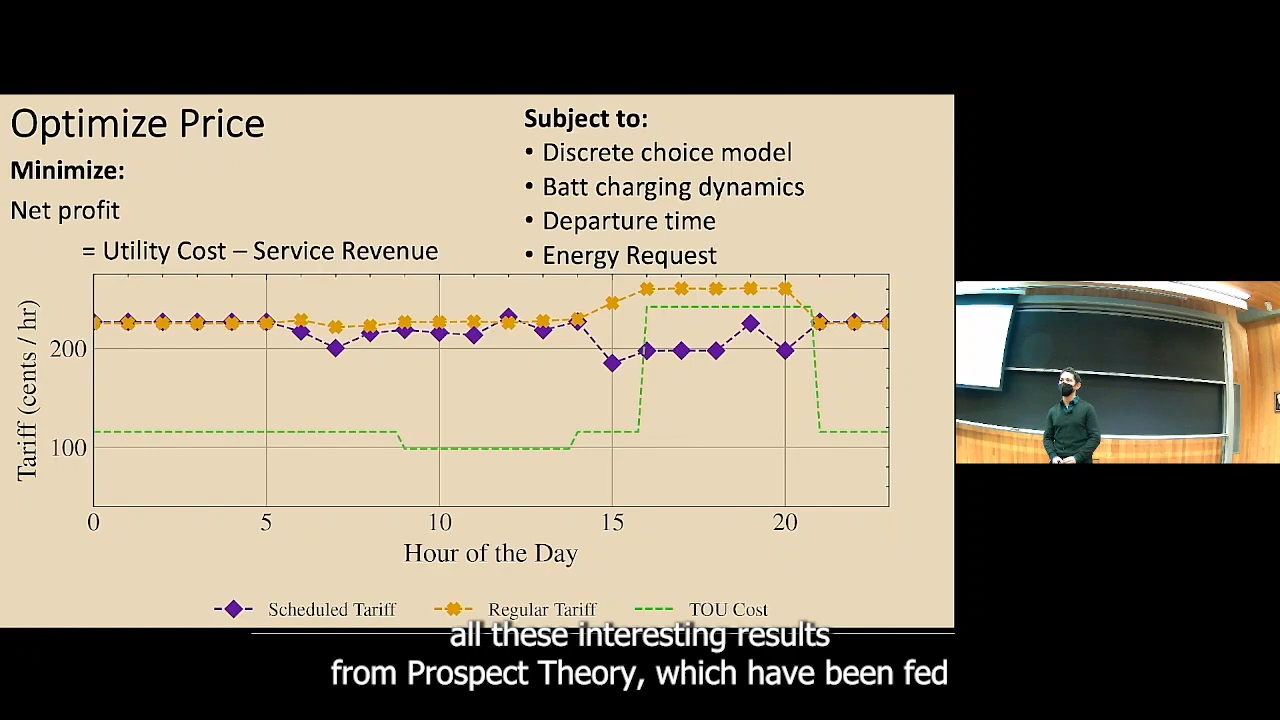 Optimize Price
Minimize:
Net profit
= Utility Cost – Service Revenue
Subject to:
• Discrete choice model
• Batt charging dynamics
• Departure time
• Energy Request
Tariff (cents / hr)
200
100
0 5 10 15 20
Hour of the Day
Scheduled Tariff Regular Tariff TOU Cost
all these interesting results
from Prospect Theory, which have been fed